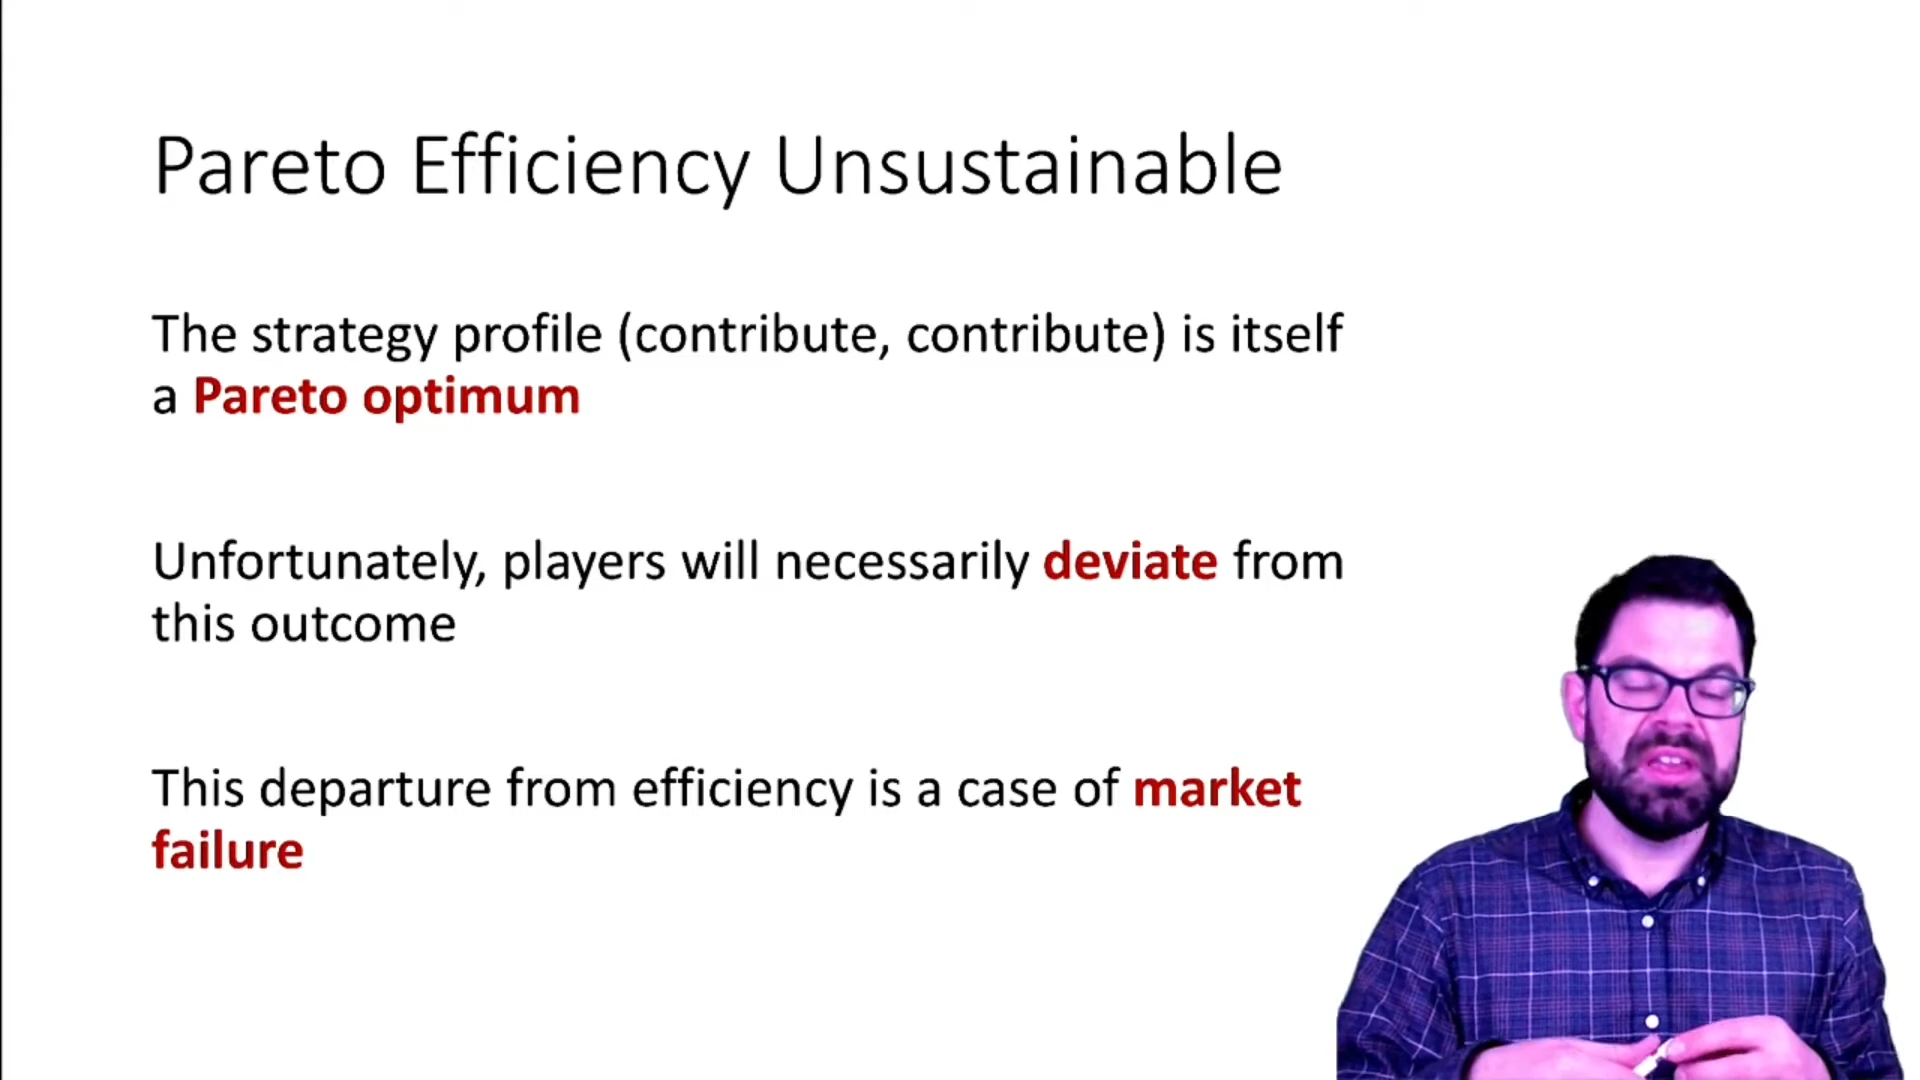 Pareto Efficiency Unsustainable
The strategy profile (contribute, contribute) is itself
a Pareto optimum
Unfortunately, players will necessarily deviate from
this outcome
This departure from efficiency is a case of market
failure